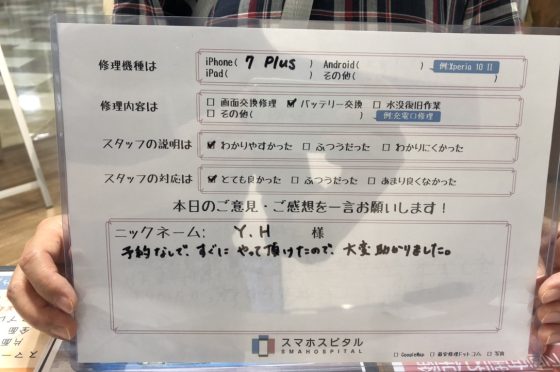 修理機種は
iPhone( 7 Plus ) Android( ) 例:Xperia 10 II
iPad( ) その他( )
修理内容は
□ 画面交換修理 ☑ バッテリー交換 □ 水没復旧作業
□ その他( ) 例:充電口修理
スタッフの説明は
☑ わかりやすかった □ ふつうだった □ わかりにくかった
スタッフの対応は
☑ とても良かった □ ふつうだった □ あまり良くなかった
本日のご意見・ご感想を一言お願いします!
ニックネーム: Y.H 様
予約なしで、すぐに やって頂けたので、大変助かりました。
スマホスピタル
SMAHOSPITAL
□ GoogleMap
スマー
片面
全面